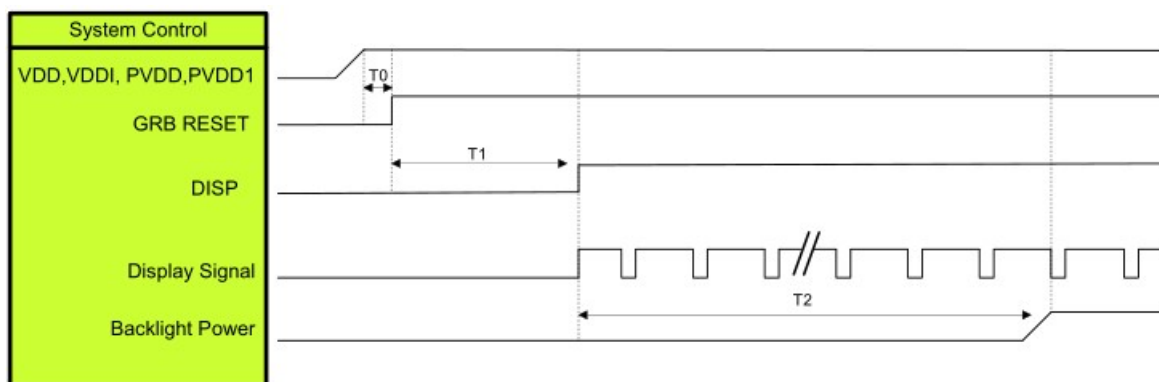 System Control
VDD,VDDI, PVDD,PVDD1
T0
GRB RESET
T1
DISP
Display Signal
T2
Backlight Power